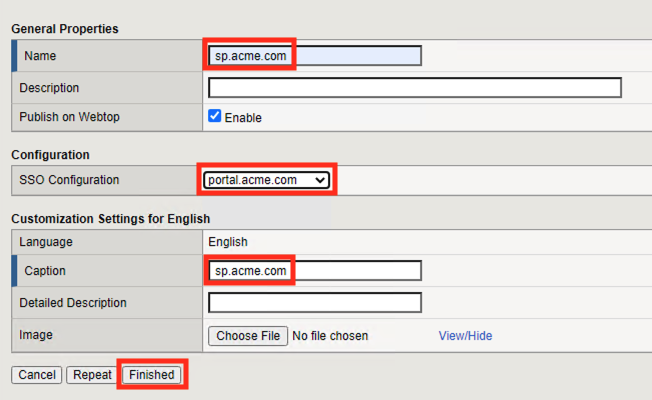 General Properties
Name sp.acme.com
Description
Publish on Webtop Enable
Configuration
SSO Configuration portal.acme.com
Customization Settings for English
Language English
Caption sp.acme.com
Detailed Description
Image Choose File No file chosen View/Hide
Cancel Repeat Finished